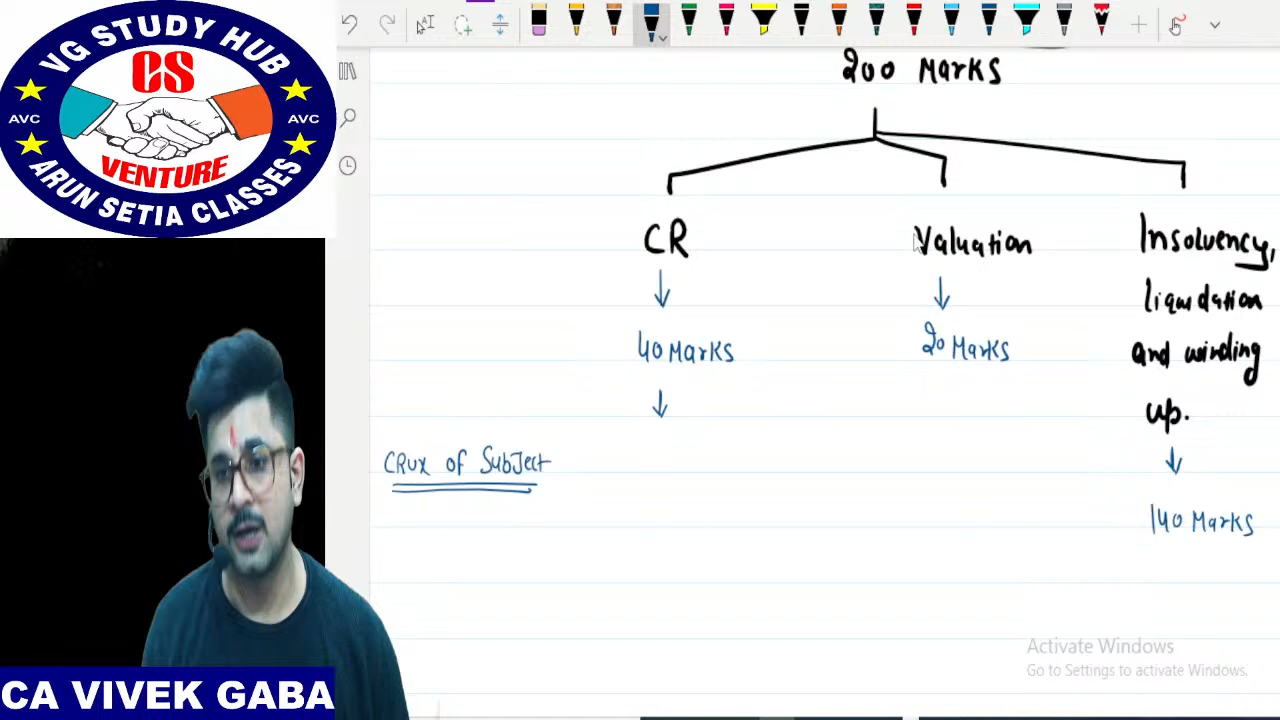 VG STUDY HUB
CS
AVC
AVC
VENTURE
ARUN SETIA CLASSES
200 Marks
CR
Valuation
Insolvency,
liquidation
and winding
up.
40 Marks
20 Marks
140 Marks
CRux of SubJect
Activate Windows
Go to Settings to activate Windows.
CA VIVEK GABA